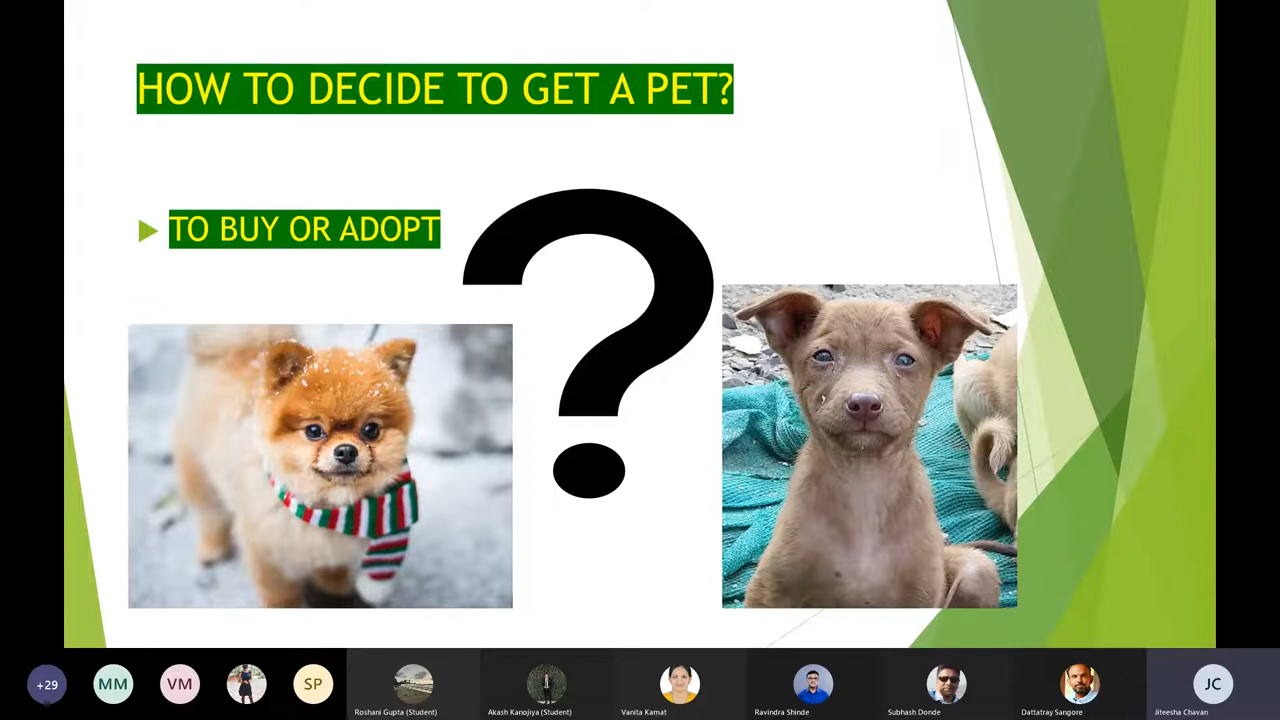 HOW TO DECIDE TO GET A PET?
TO BUY OR ADOPT
?
+29
MM
VM
SP
JC
Roshani Gupta (Student)
Akash Kanojiya (Student)
Vanita Kamat
Ravindra Shinde
Subhash Donde
Dattatray Sangore
Jiteesha Chavan